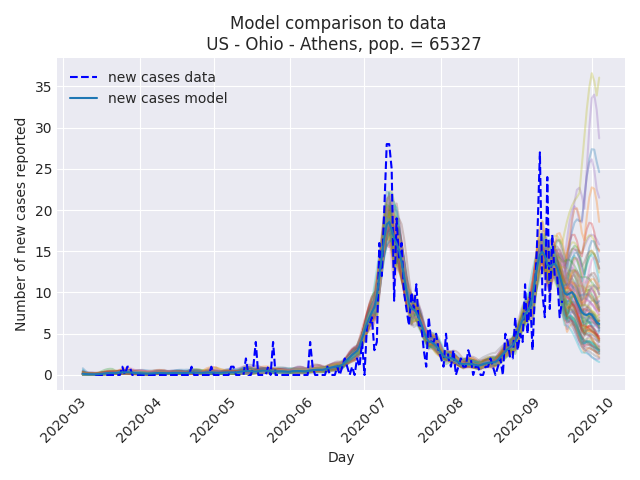 Model comparison to data
US - Ohio - Athens, pop. = 65327
new cases data
new cases model
Number of new cases reported
35
30
25
20
15
10
5
0
2020-03
2020-04
2020-05
2020-06
2020-07
2020-08
2020-09
2020-10
Day